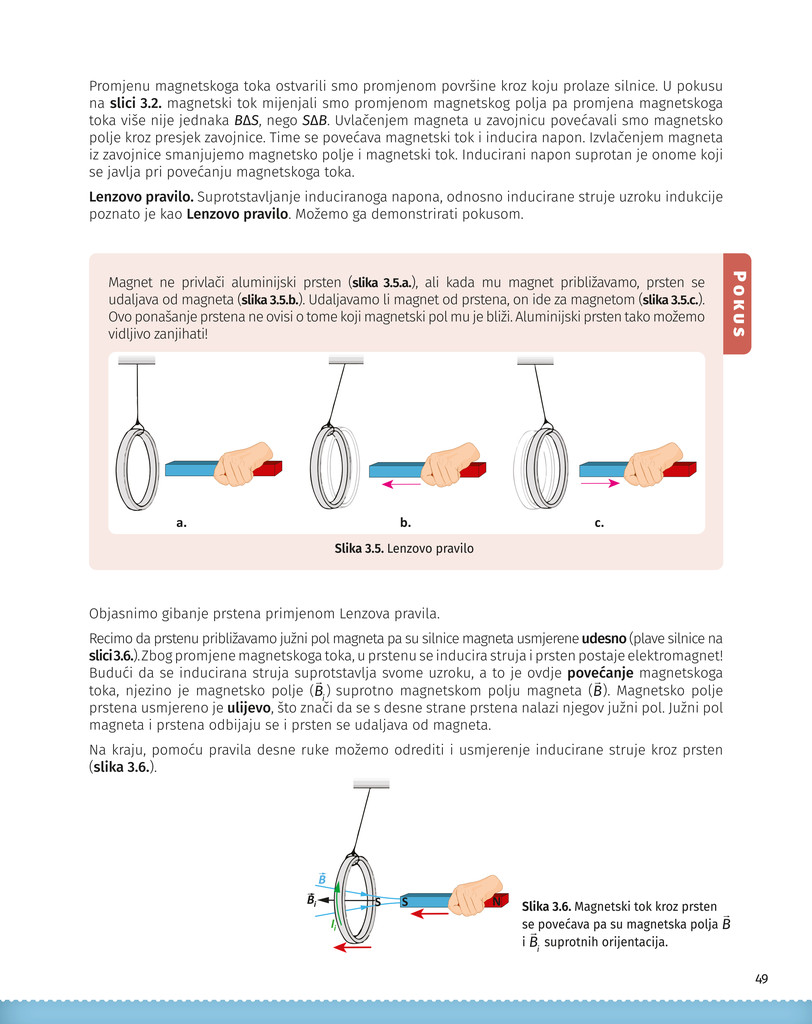 Promjenu magnetskoga toka ostvarili smo promjenom površine kroz koju prolaze silnice. U pokusu
na slici 3.2. magnetski tok mijenjali smo promjenom magnetskog polja pa promjena magnetskoga
toka više nije jednaka BΔS, nego SΔB. Uvlačenjem magneta u zavojnicu povećavali smo magnetsko
polje kroz presjek zavojnice. Time se povećava magnetski tok i inducira napon. Izvlačenjem magneta
iz zavojnice smanjujemo magnetsko polje i magnetski tok. Inducirani napon suprotan je onome koji
se javlja pri povećanju magnetskoga toka.
Lenzovo pravilo. Suprotstavljanje induciranoga napona, odnosno inducirane struje uzroku indukcije
poznato je kao Lenzovo pravilo. Možemo ga demonstrirati pokusom.
POKUS
Magnet ne privlači aluminijski prsten (slika 3.5.a.), ali kada mu magnet približavamo, prsten se
udaljava od magneta (slika 3.5.b.). Udaljavamo li magnet od prstena, on ide za magnetom (slika 3.5.c.).
Ovo ponašanje prstena ne ovisi o tome koji magnetski pol mu je bliži. Aluminijski prsten tako možemo
vidljivo zanjihati!
a.
b.
c.
Slika 3.5. Lenzovo pravilo
Objasnimo gibanje prstena primjenom Lenzova pravila.
Recimo da prstenu približavamo južni pol magneta pa su silnice magneta usmjerene udesno (plave silnice na
slici 3.6.). Zbog promjene magnetskoga toka, u prstenu se inducira struja i prsten postaje elektromagnet!
Budući da se inducirana struja suprotstavlja svome uzroku, a to je ovdje povećanje magnetskoga
toka, njezino je magnetsko polje (B⃗ᵢ) suprotno magnetskom polju magneta (B⃗). Magnetsko polje
prstena usmjereno je ulijevo, što znači da se s desne strane prstena nalazi njegov južni pol. Južni pol
magneta i prstena odbijaju se i prsten se udaljava od magneta.
Na kraju, pomoću pravila desne ruke možemo odrediti i usmjerenje inducirane struje kroz prsten
(slika 3.6.).
B⃗
B⃗ᵢ
S
S
N
Iᵢ
Slika 3.6. Magnetski tok kroz prsten
se povećava pa su magnetska polja B⃗
i B⃗ᵢ suprotnih orijentacija.
49